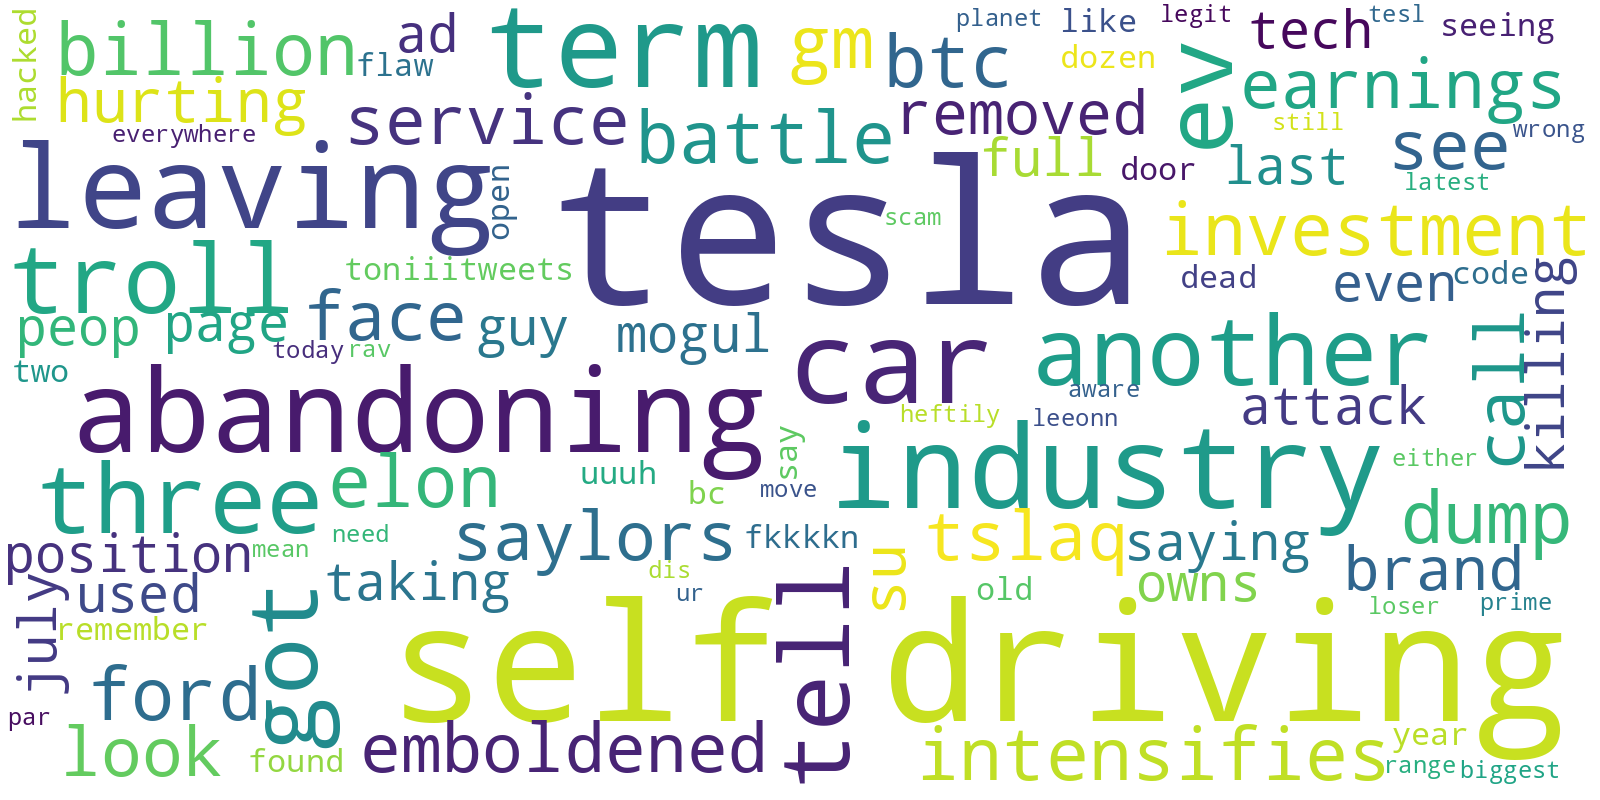 hacked
billion
ad
flaw
term
gm
btc
planet
like
dozen
legit
tech
tesl
seeing
hurting
everywhere
service
battle
removed
full
door
ev
earnings
still
see
wrong
last
latest
leaving
open
tesla
scam
investment
troll
toniiitweets
dead
even
code
killing
peop
page
face
guy
mogul
car
another
call
today
rav
two
abandoning
aware
heftily
leeonn
attack
say
industry
either
three
elon
uuuh
bc
move
dump
need
saylors
fkkkkn
tslaq
saying
position
mean
su
brand
july
used
taking
dis
ur
old
owns
loser
prime
remember
got
self
tell
driving
par
ford
look
found
emboldened
intensifies
year
range
biggest